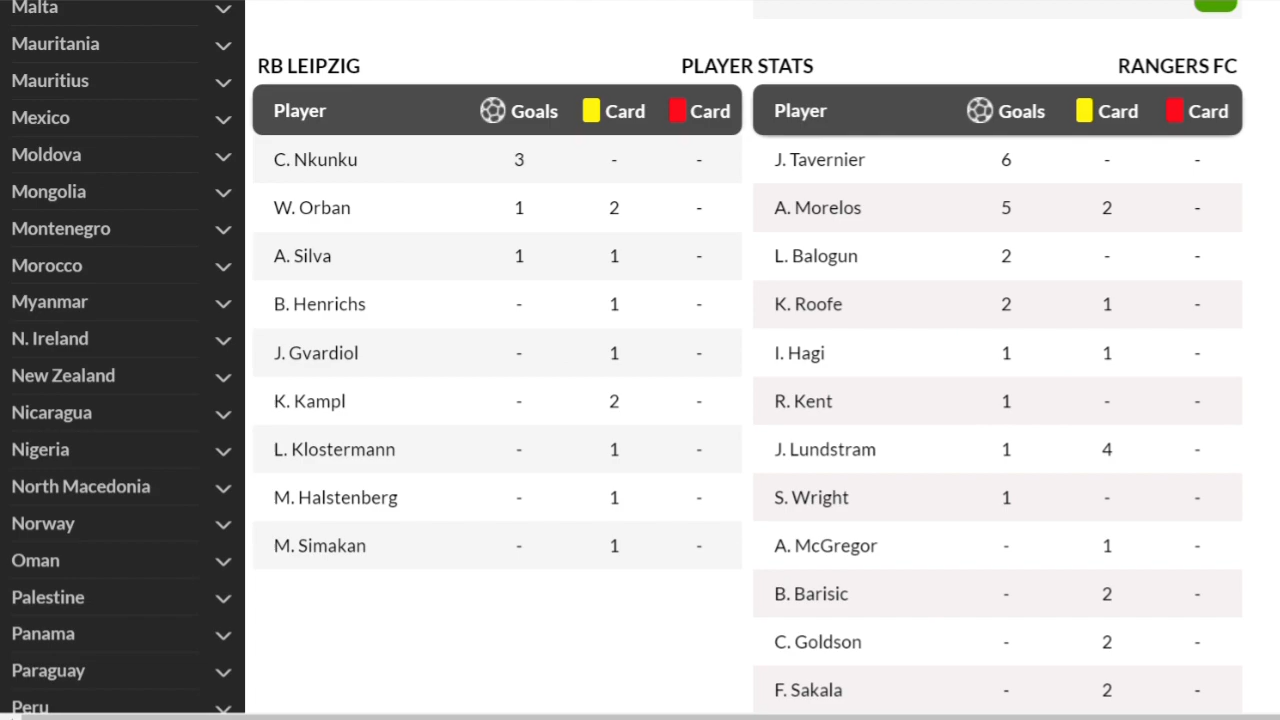 Malta
Mauritania
Mauritius
Mexico
Moldova
Mongolia
Montenegro
Morocco
Myanmar
N. Ireland
New Zealand
Nicaragua
Nigeria
North Macedonia
Norway
Oman
Palestine
Panama
Paraguay
Peru
RB LEIPZIG PLAYER STATS RANGERS FC
Player Goals Card Card
C. Nkunku 3 - -
W. Orban 1 2 -
A. Silva 1 1 -
B. Henrichs - 1 -
J. Gvardiol - 1 -
K. Kampl - 2 -
L. Klostermann - 1 -
M. Halstenberg - 1 -
M. Simakan - 1 -
Player Goals Card Card
J. Tavernier 6 - -
A. Morelos 5 2 -
L. Balogun 2 - -
K. Roofe 2 1 -
I. Hagi 1 1 -
R. Kent 1 - -
J. Lundstram 1 4 -
S. Wright 1 - -
A. McGregor - 1 -
B. Barisic - 2 -
C. Goldson - 2 -
F. Sakala - 2 -